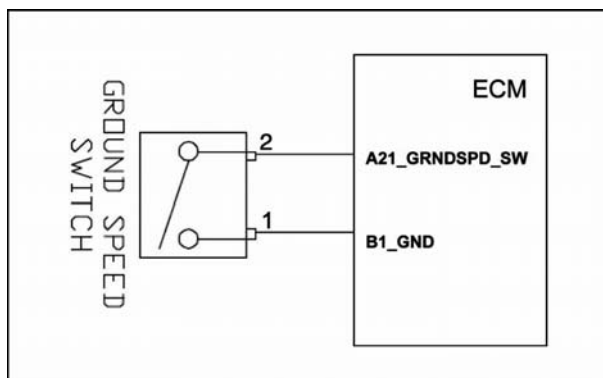 GROUND SPEED
SWITCH
2
1
ECM
A21_GRNDSPD_SW
B1_GND